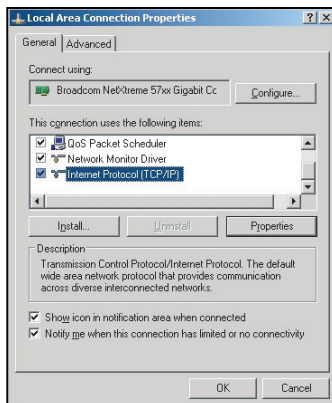 Local Area Connection Properties
General Advanced
Connect using:
Broadcom NetXtreme 57xx Gigabit Cc
Configure...
This connection uses the following items:
QoS Packet Scheduler
Network Monitor Driver
Internet Protocol (TCP/IP)
Install... Uninstall Properties
Description
Transmission Control Protocol/Internet Protocol. The default
wide area network protocol that provides communication
across diverse interconnected networks.
Show icon in notification area when connected
Notify me when this connection has limited or no connectivity
OK Cancel